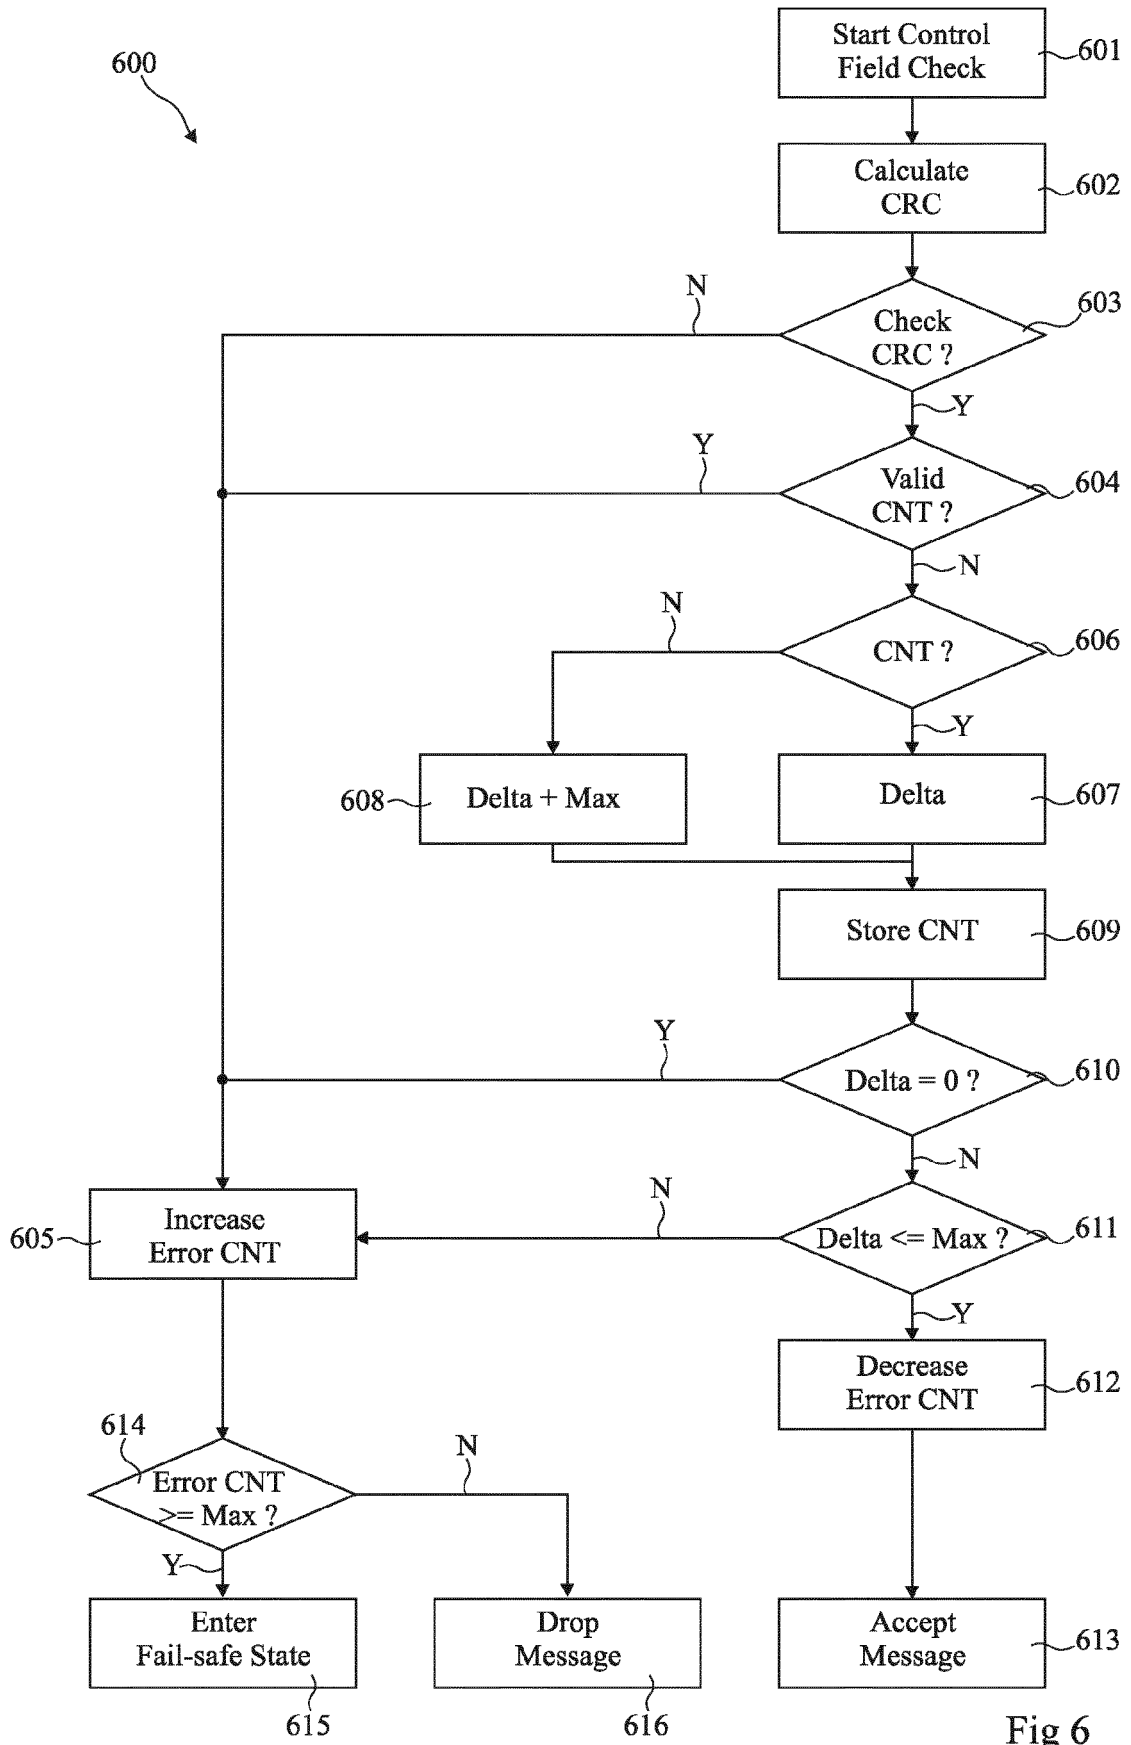 600
Start Control
Field Check
601
Calculate
CRC
602
N
Check
CRC ?
603
Y
Y
Valid
CNT ?
604
N
N
CNT ?
606
Y
608
Delta + Max
Delta
607
Store CNT
609
Y
Delta = 0 ?
610
N
N
605
Increase
Error CNT
Delta <= Max ?
611
Y
Decrease
Error CNT
612
614
Error CNT
>= Max ?
N
Y
Enter
Fail-safe State
615
Drop
Message
616
Accept
Message
613
Fig 6